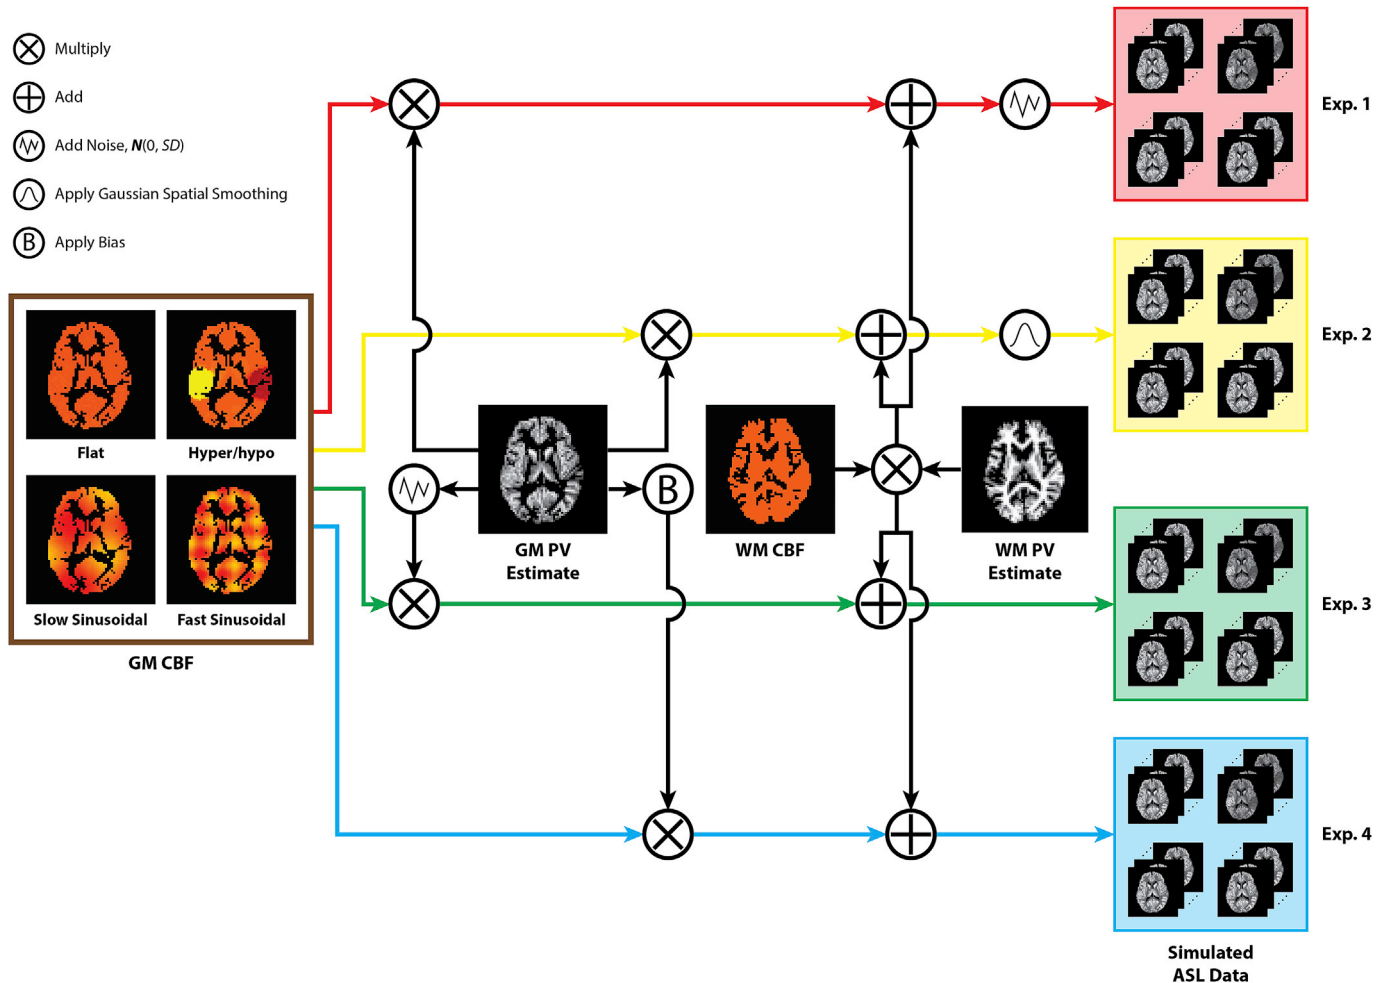 Multiply
Add
Add Noise, N(0, SD)
Apply Gaussian Spatial Smoothing
B
Apply Bias
Exp. 1
Exp. 2
Flat
Hyper/hypo
B
Slow Sinusoidal
Fast Sinusoidal
GM CBF
GM PV
Estimate
WM CBF
WM PV
Estimate
Exp. 3
Exp. 4
Simulated
ASL Data